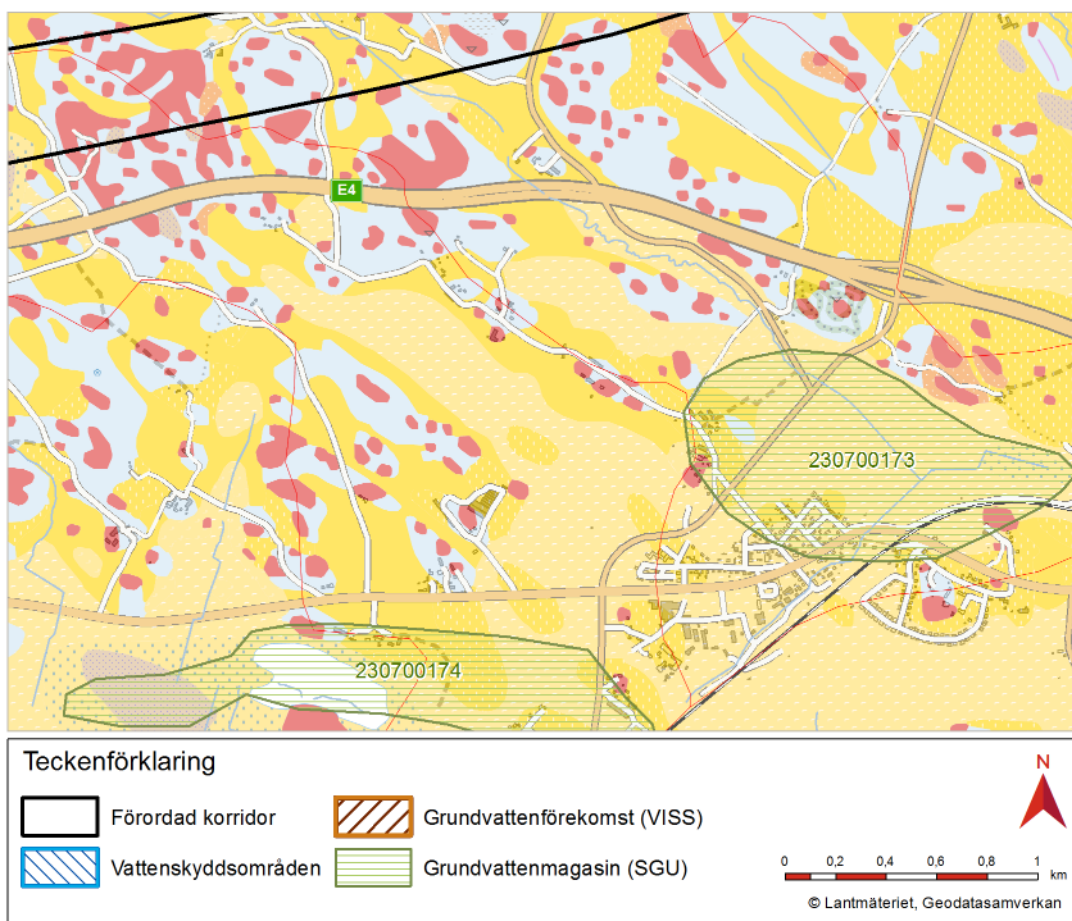 E4
230700173
230700174
Teckenförklaring
Förordad korridor
Vattenskyddsområden
Grundvattenförekomst (VISS)
Grundvattenmagasin (SGU)
N
0 0,2 0,4 0,6 0,8 1
km
© Lantmäteriet, Geodatasamverkan